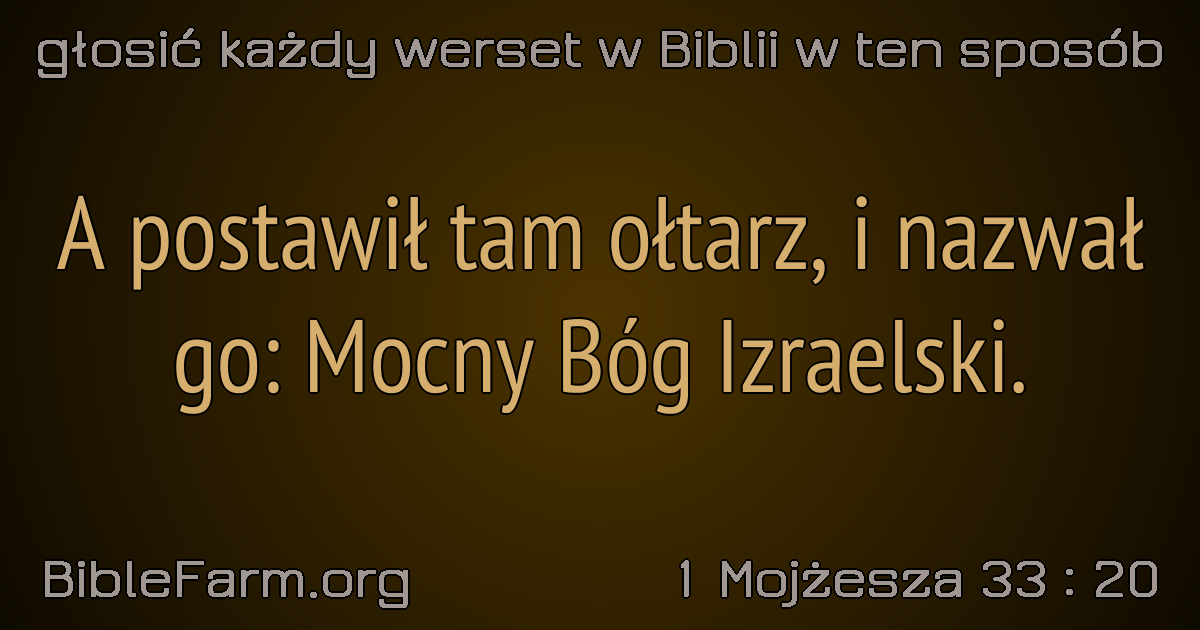 głosić każdy werset w Biblii w ten sposób
A postawił tam ołtarz, i nazwał
go: Mocny Bóg Izraelski.
BibleFarm.org
1 Mojżesza 33 : 20